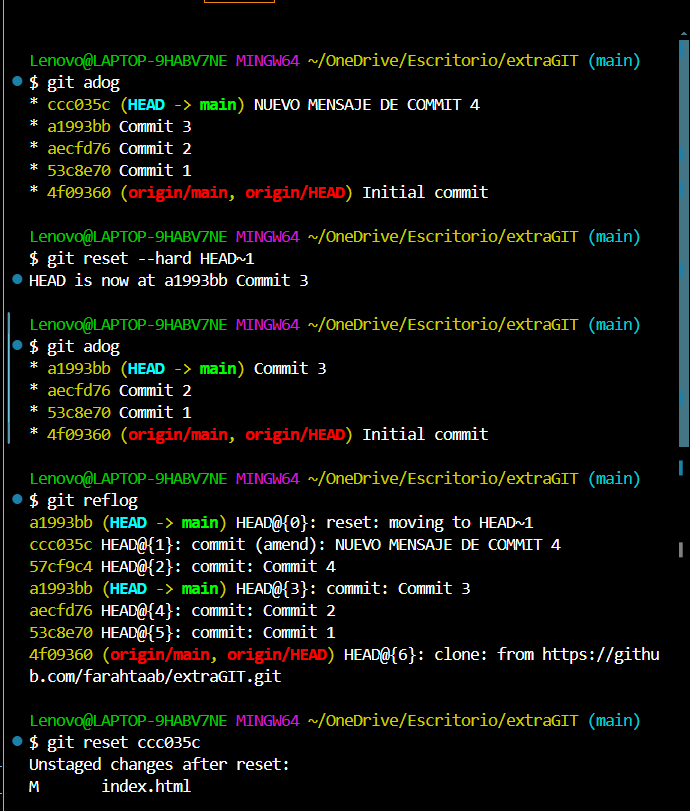 Lenovo@LAPTOP-9HABV7NE MINGW64 ~/OneDrive/Escritorio/extraGIT (main)
$ git adog
* ccc035c (HEAD -> main) NUEVO MENSAJE DE COMMIT 4
* a1993bb Commit 3
* aecfd76 Commit 2
* 53c8e70 Commit 1
* 4f09360 (origin/main, origin/HEAD) Initial commit
Lenovo@LAPTOP-9HABV7NE MINGW64 ~/OneDrive/Escritorio/extraGIT (main)
$ git reset --hard HEAD~1
HEAD is now at a1993bb Commit 3
Lenovo@LAPTOP-9HABV7NE MINGW64 ~/OneDrive/Escritorio/extraGIT (main)
$ git adog
* a1993bb (HEAD -> main) Commit 3
* aecfd76 Commit 2
* 53c8e70 Commit 1
* 4f09360 (origin/main, origin/HEAD) Initial commit
Lenovo@LAPTOP-9HABV7NE MINGW64 ~/OneDrive/Escritorio/extraGIT (main)
$ git reflog
a1993bb (HEAD -> main) HEAD@{0}: reset: moving to HEAD~1
ccc035c HEAD@{1}: commit (amend): NUEVO MENSAJE DE COMMIT 4
57cf9c4 HEAD@{2}: commit: Commit 4
a1993bb (HEAD -> main) HEAD@{3}: commit: Commit 3
aecfd76 HEAD@{4}: commit: Commit 2
53c8e70 HEAD@{5}: commit: Commit 1
4f09360 (origin/main, origin/HEAD) HEAD@{6}: clone: from https://githu
b.com/farahtaab/extraGIT.git
Lenovo@LAPTOP-9HABV7NE MINGW64 ~/OneDrive/Escritorio/extraGIT (main)
$ git reset ccc035c
Unstaged changes after reset:
M       index.html